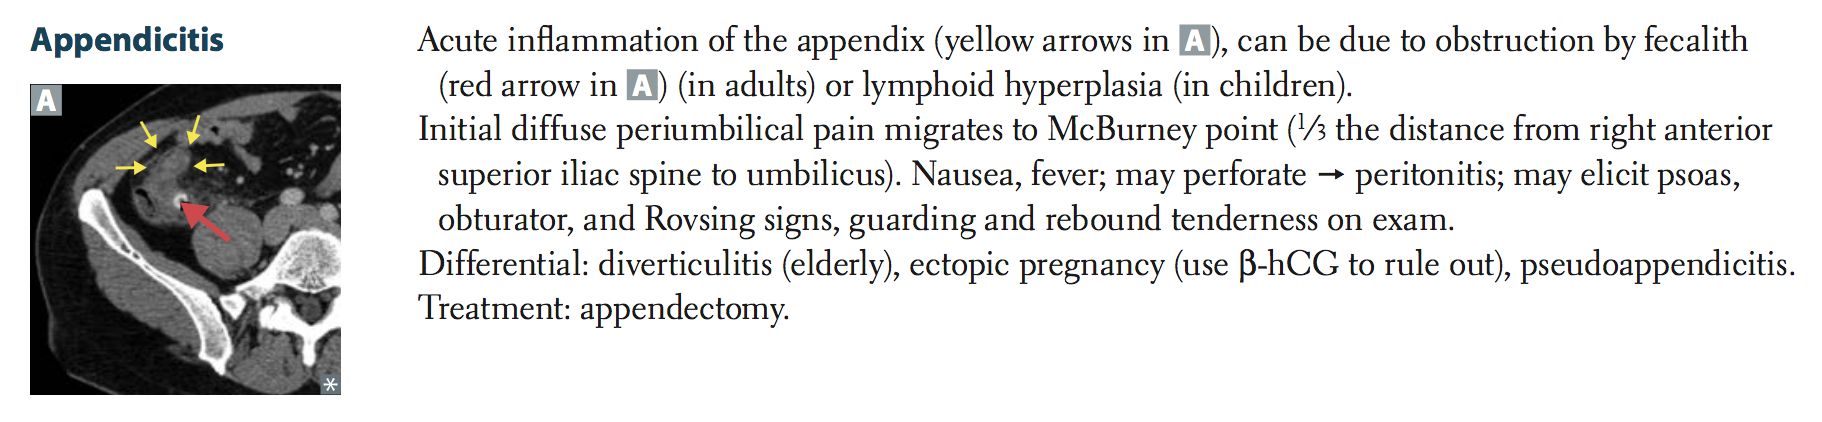 Appendicitis
A
*
Acute inflammation of the appendix (yellow arrows in A), can be due to obstruction by fecalith
(red arrow in A) (in adults) or lymphoid hyperplasia (in children).
Initial diffuse periumbilical pain migrates to McBurney point (⅓ the distance from right anterior
superior iliac spine to umbilicus). Nausea, fever; may perforate → peritonitis; may elicit psoas,
obturator, and Rovsing signs, guarding and rebound tenderness on exam.
Differential: diverticulitis (elderly), ectopic pregnancy (use β-hCG to rule out), pseudoappendicitis.
Treatment: appendectomy.